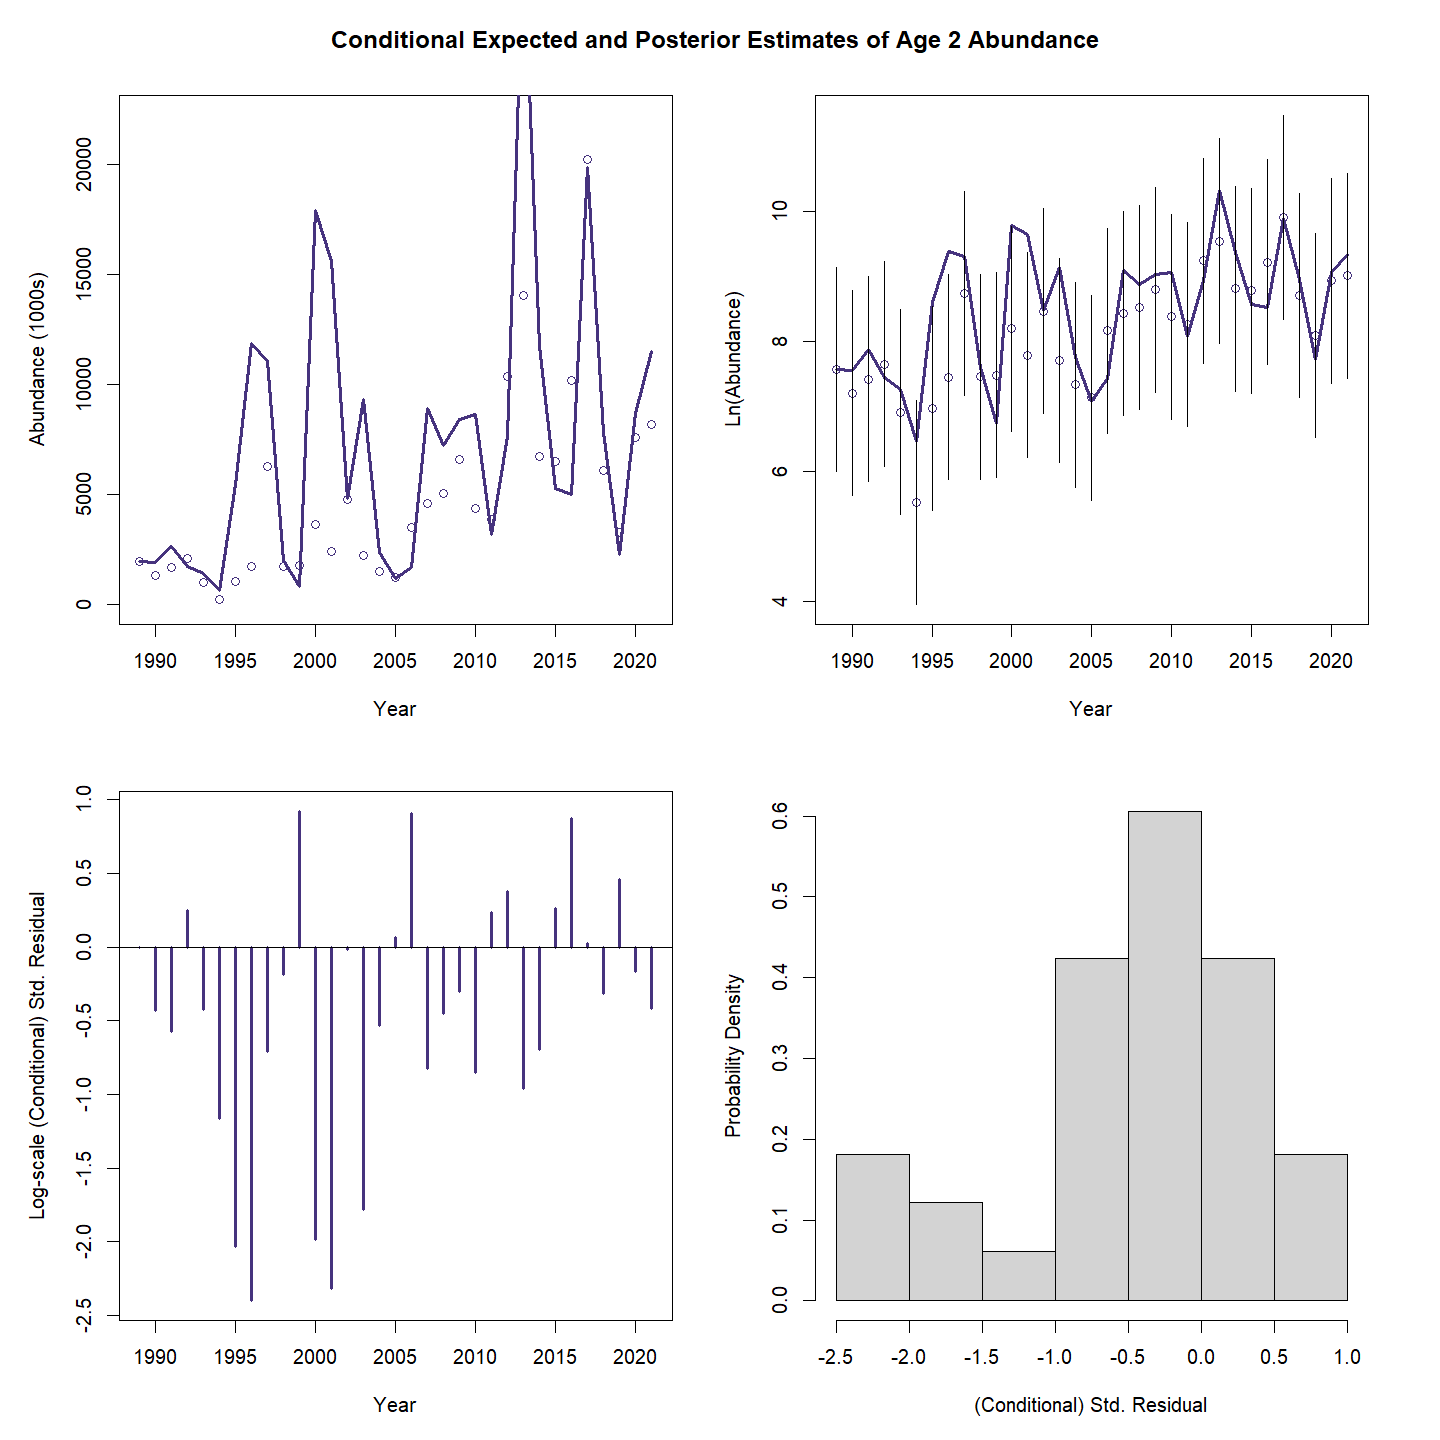 Conditional Expected and Posterior Estimates of Age 2 Abundance
Abundance (1000s)
20000
15000
10000
5000
0
1990 1995 2000 2005 2010 2015 2020
Year
Ln(Abundance)
10
8
6
4
1990 1995 2000 2005 2010 2015 2020
Year
Log-scale (Conditional) Std. Residual
1.0
0.5
0.0
-0.5
-1.0
-1.5
-2.0
-2.5
1990 1995 2000 2005 2010 2015 2020
Year
Probability Density
0.6
0.5
0.4
0.3
0.2
0.1
0.0
-2.5 -2.0 -1.5 -1.0 -0.5 0.0 0.5 1.0
(Conditional) Std. Residual